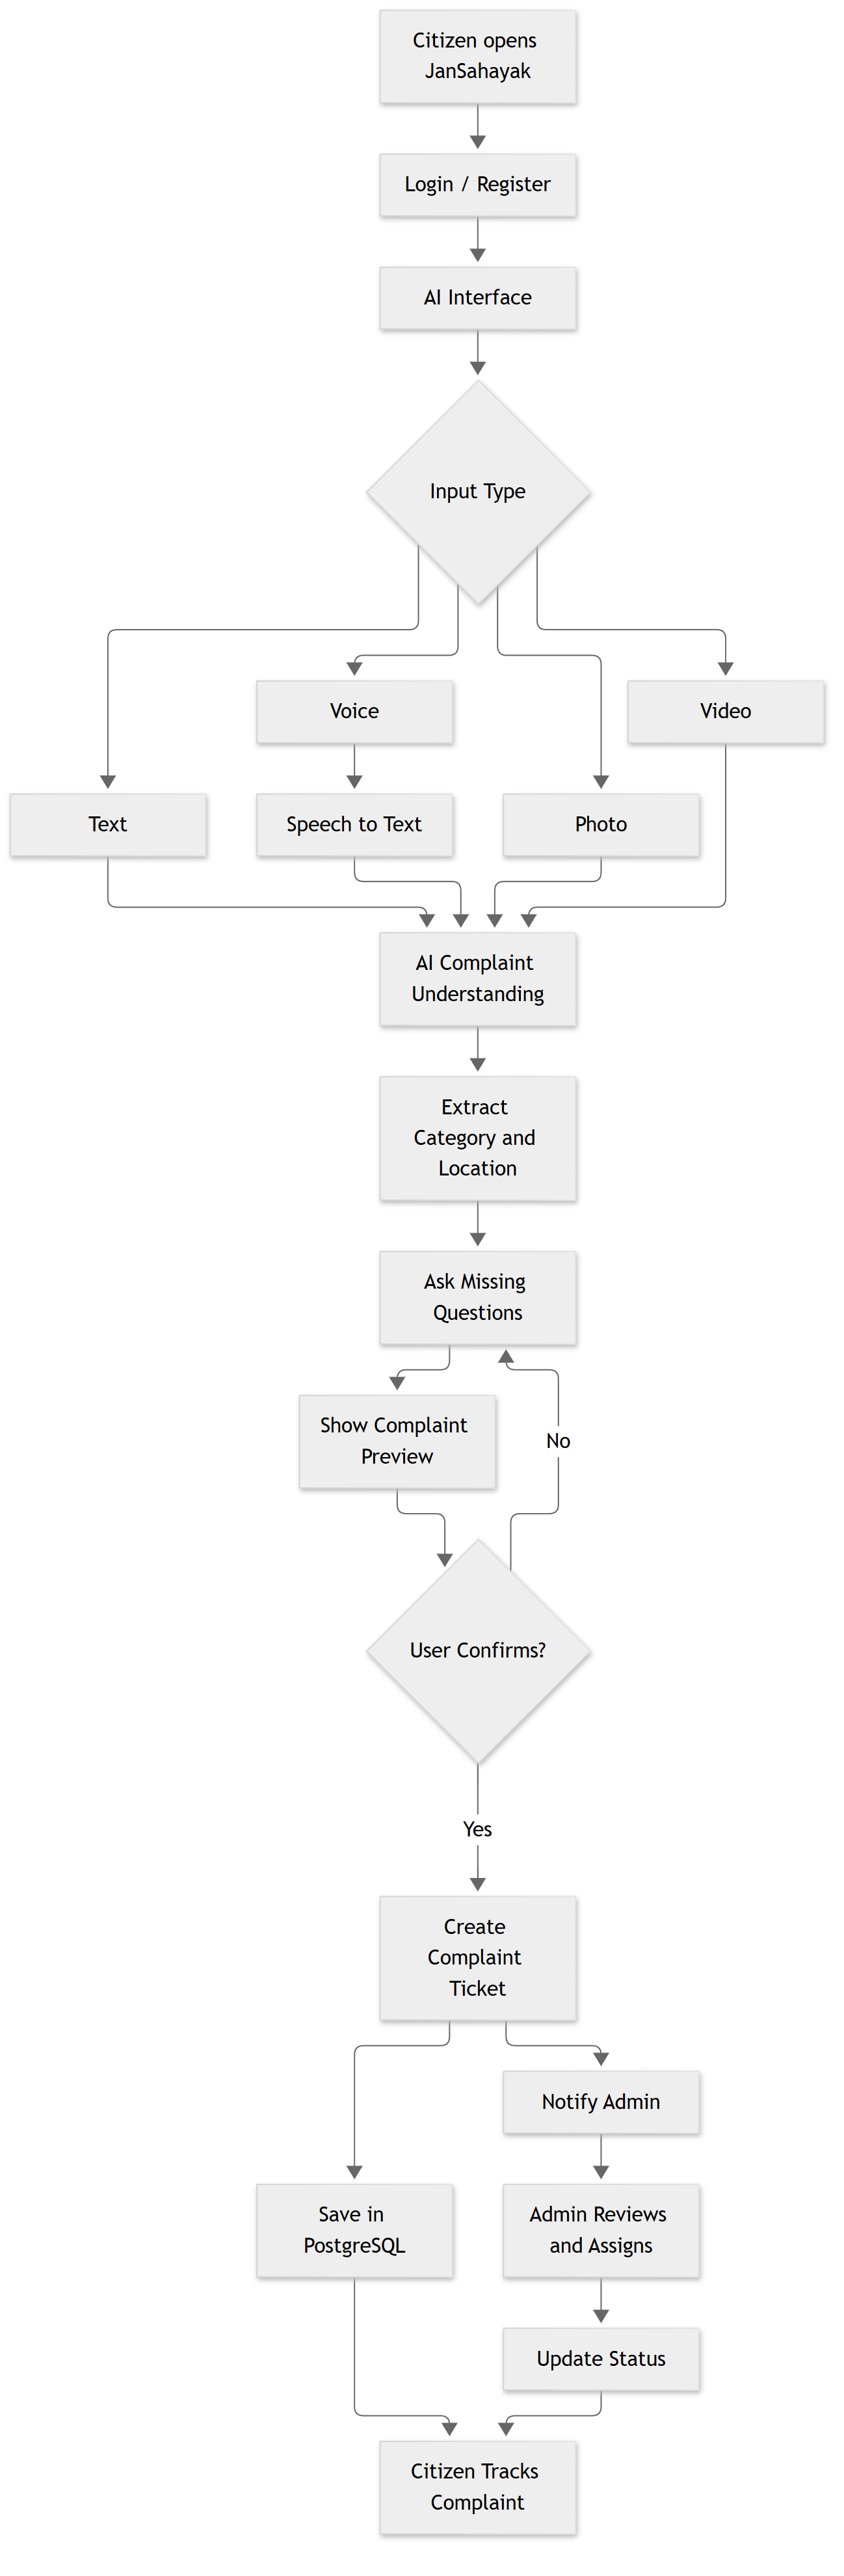 Citizen opens
JanSahayak
Login / Register
AI Interface
Input Type
Voice
Video
Text
Speech to Text
Photo
AI Complaint
Understanding
Extract
Category and
Location
Ask Missing
Questions
Show Complaint
Preview
No
User Confirms?
Yes
Create
Complaint
Ticket
Notify Admin
Save in
PostgreSQL
Admin Reviews
and Assigns
Update Status
Citizen Tracks
Complaint